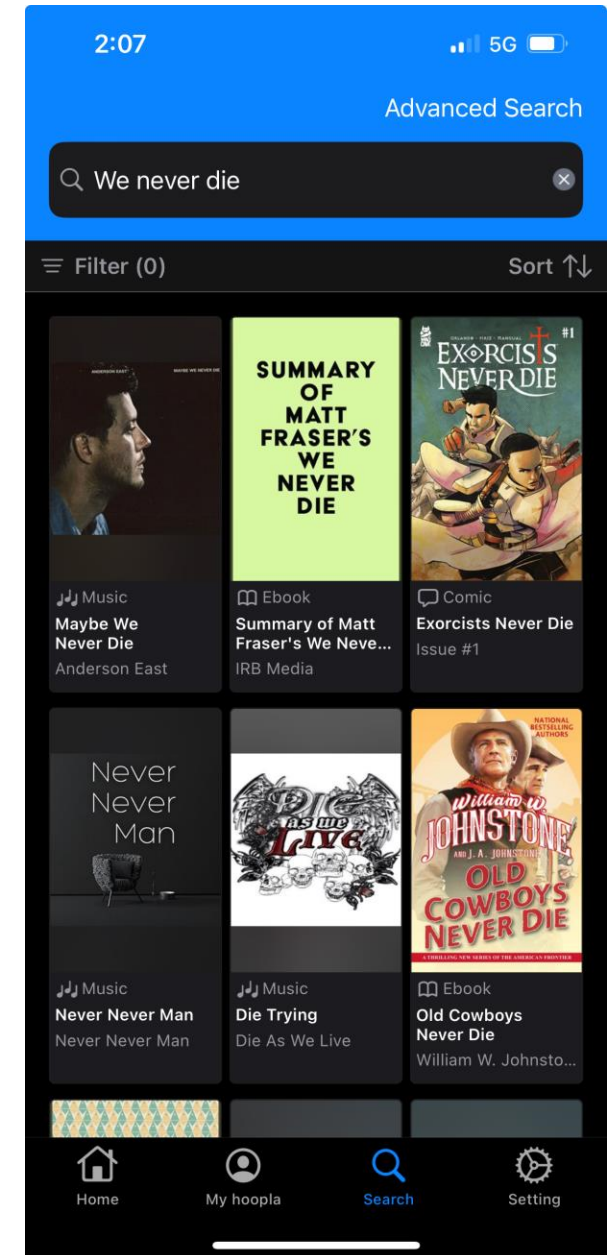 2:07
5G
Advanced Search
We never die
Filter (0)
Sort
ANDERSON EAST
MAYBE WE NEVER DIE
Music
Maybe We
Never Die
Anderson East
SUMMARY
OF
MATT
FRASER'S
WE
NEVER
DIE
Ebook
Summary of Matt
Fraser's We Neve...
IRB Media
#1
EXORCISTS
NEVER DIE
Comic
Exorcists Never Die
Issue #1
Never
Never
Man
Music
Never Never Man
Never Never Man
DIE
as we
LIVE
Music
Die Trying
Die As We Live
NATIONAL
BESTSELLING
AUTHORS
William W.
JOHNSTONE
AND J. A. JOHNSTONE
OLD
COWBOYS
NEVER DIE
A THRILLING NEW SERIES OF THE AMERICAN FRONTIER
Ebook
Old Cowboys
Never Die
William W. Johnsto...
Home
My hoopla
Search
Setting